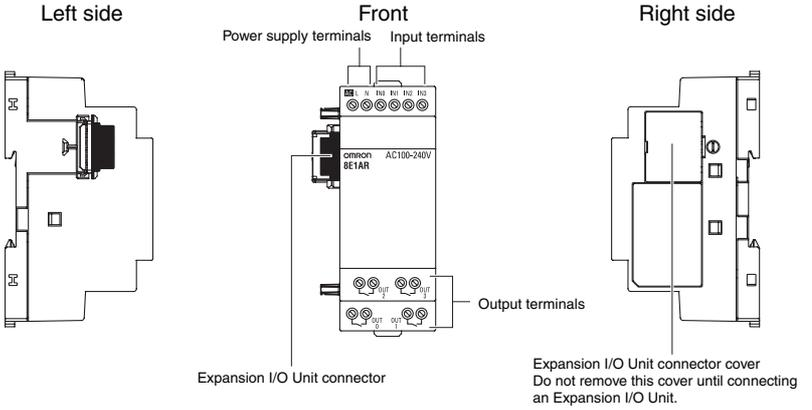 Left side
Front
Right side
Power supply terminals
Input terminals
AC L N IN0 IN1 IN2 IN3
OMRON
AC100-240V
8E1AR
OUT
2
OUT
3
Output terminals
OUT
0
OUT
1
Expansion I/O Unit connector
Expansion I/O Unit connector cover
Do not remove this cover until connecting
an Expansion I/O Unit.